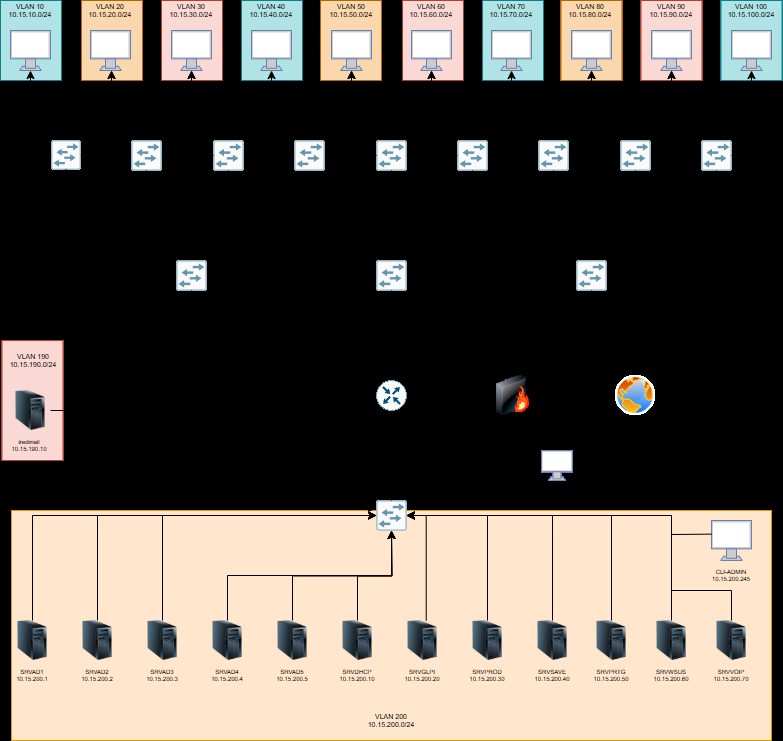 VLAN 10
10.15.10.0/24
VLAN 20
10.15.20.0/24
VLAN 30
10.15.30.0/24
VLAN 40
10.15.40.0/24
VLAN 50
10.15.50.0/24
VLAN 60
10.15.60.0/24
VLAN 70
10.15.70.0/24
VLAN 80
10.15.80.0/24
VLAN 90
10.15.90.0/24
VLAN 100
10.15.100.0/24
VLAN 190
10.15.190.0/24
iredmail
10.15.190.10
CLI-ADMIN
10.15.200.245
SRVAD1
10.15.200.1
SRVAD2
10.15.200.2
SRVAD3
10.15.200.3
SRVAD4
10.15.200.4
SRVAD5
10.15.200.5
SRVDHCP
10.15.200.10
SRVGLPI
10.15.200.20
SRVPROD
10.15.200.30
SRVSAVE
10.15.200.40
SRVPRTG
10.15.200.50
SRVWSUS
10.15.200.60
SRVVOIP
10.15.200.70
VLAN 200
10.15.200.0/24